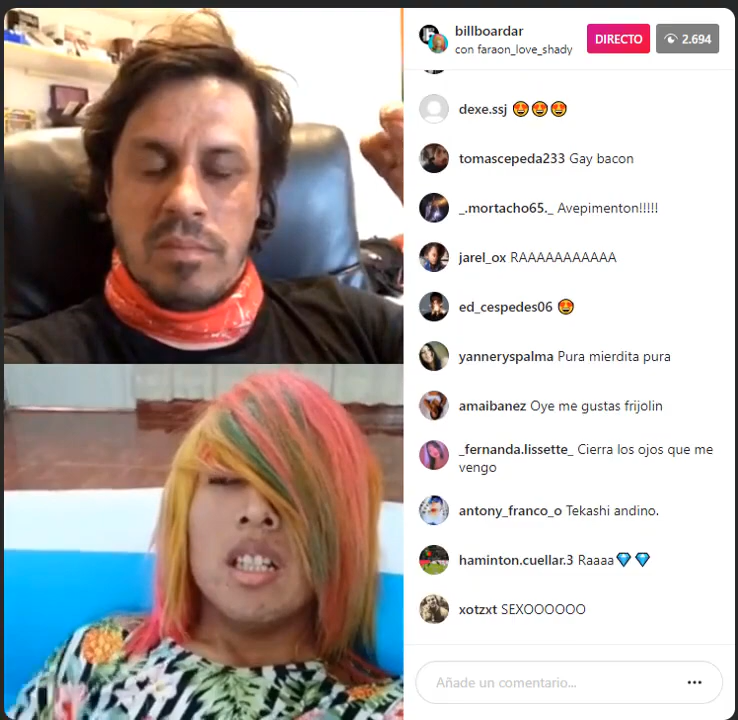 billboardar
con faraon_love_shady
DIRECTO
2.694
dexe.ssj 😍😍😍
tomascepeda233 Gay bacon
_.mortacho65._ Avepimenton!!!!!
jarel_ox RAAAAAAAAAAA
ed_cespedes06 😍
yanneryspalma Pura mierdita pura
amaibanez Oye me gustas frijolin
_fernanda.lissette_ Cierra los ojos que me
vengo
antony_franco_o Tekashi andino.
haminton.cuellar.3 Raaaa💎💎
xotzxt SEXOOOOOO
Añade un comentario...